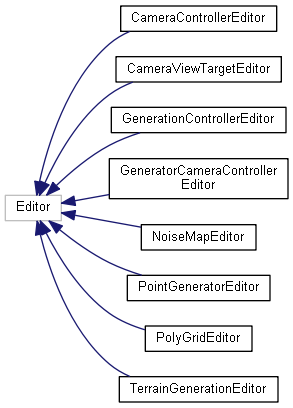 CameraControllerEditor
CameraViewTargetEditor
GenerationControllerEditor
GeneratorCameraController
Editor
Editor
NoiseMapEditor
PointGeneratorEditor
PolyGridEditor
TerrainGenerationEditor